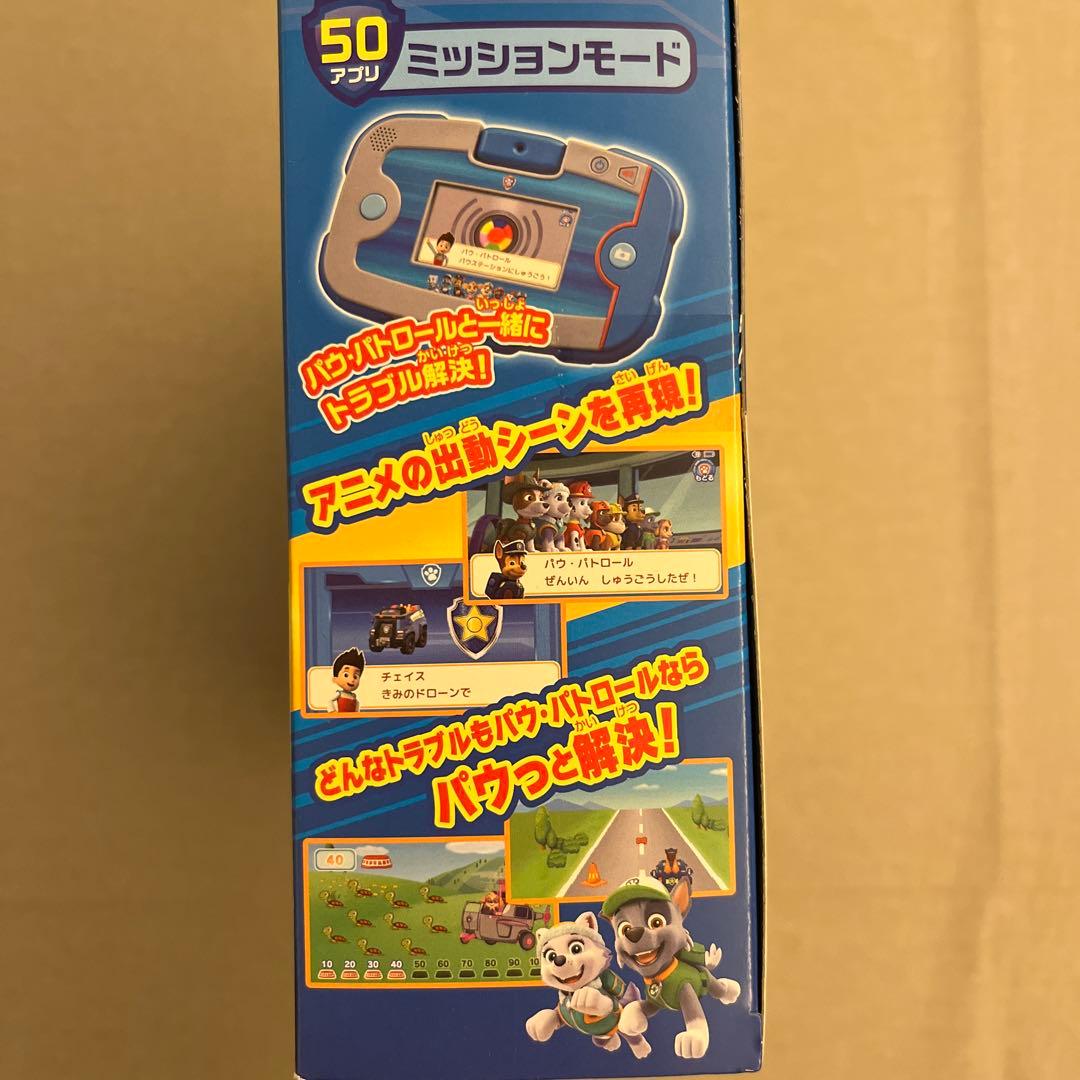 50
アプリ
ミッションモード
パウ・パトロール
パウステーションにしゅうごう!
いっしょ
パウ・パトロールと一緒に
かいけつ
トラブル解決!
さい げん
しゅつ どう
アニメの出動シーンを再現!
もどる
パウ・パトロール
ぜんいん しゅうごうしたぜ!
チェイス
きみのドローンで
どんなトラブルもパウ・パトロールなら
かい けつ
パウっと解決!
40
10 20 30 40 50 60 70 80 90